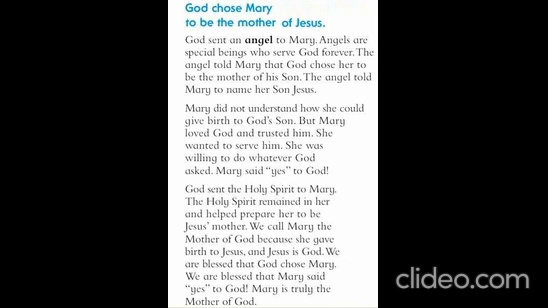 God chose Mary
to be the mother of Jesus.
God sent an angel to Mary. Angels are
special beings who serve God forever. The
angel told Mary that God chose her to
be the mother of his Son. The angel told
Mary to name her Son Jesus.
Mary did not understand how she could
give birth to God's Son. But Mary
loved God and trusted him. She
wanted to serve him. She was
willing to do whatever God
asked. Mary said "yes" to God!
God sent the Holy Spirit to Mary.
The Holy Spirit remained in her
and helped prepare her to be
Jesus' mother. We call Mary the
Mother of God because she gave
birth to Jesus, and Jesus is God. We
are blessed that God chose Mary.
We are blessed that Mary said
"yes" to God! Mary is truly the
Mother of God.
clideo.com